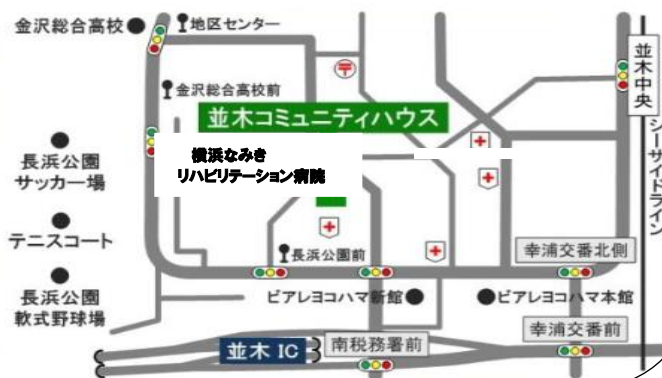 金沢総合高校
地区センター
金沢総合高校前
〒
並木中央
シーサイドライン
並木コミュニティハウス
横浜なみき
リハビリテーション病院
長浜公園
サッカー場
テニスコート
長浜公園前
幸浦交番北側
長浜公園
軟式野球場
ビアレヨコハマ新館
ビアレヨコハマ本館
並木 IC
南税務署前
幸浦交番前